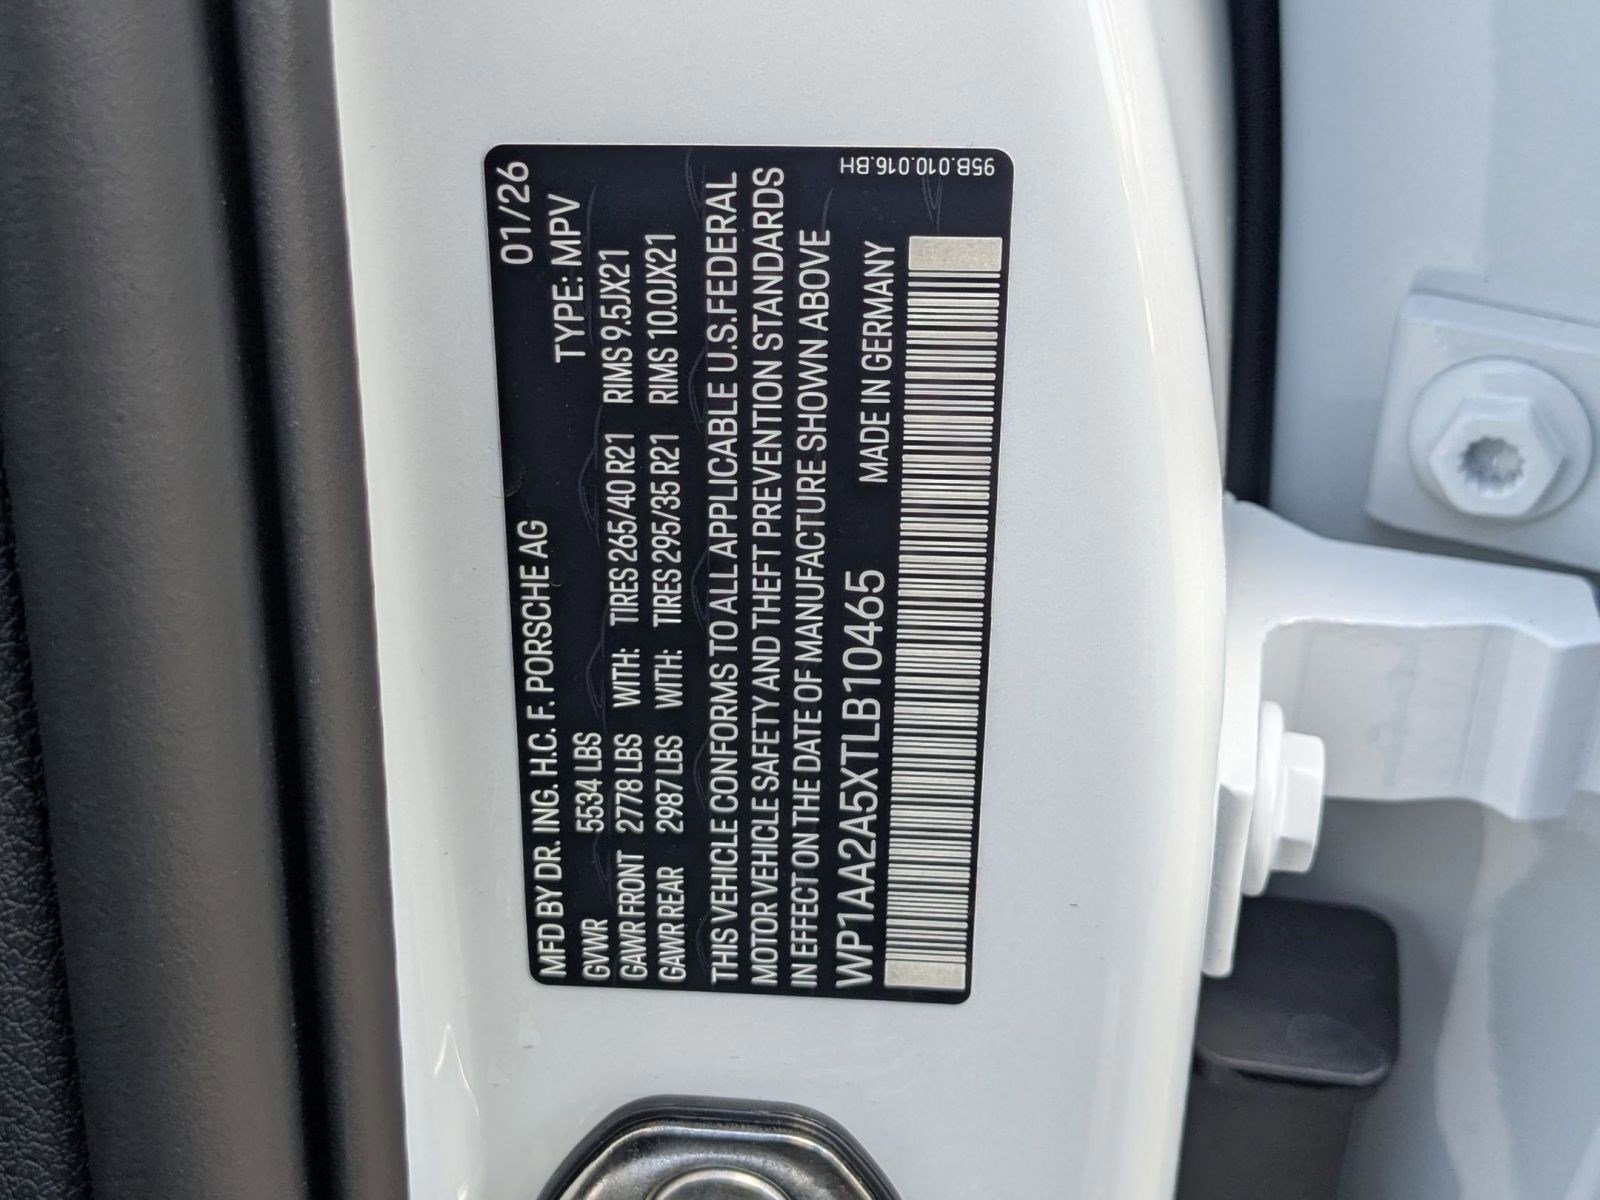 MFD BY DR. ING. H.C. F. PORSCHE AG 01/26
GVWR 5534 LBS TYPE: MPV
GAWR FRONT 2778 LBS WITH: TIRES 265/40 R21 RIMS 9.5JX21
GAWR REAR 2987 LBS WITH: TIRES 295/35 R21 RIMS 10.0JX21
THIS VEHICLE CONFORMS TO ALL APPLICABLE U.S.FEDERAL
MOTOR VEHICLE SAFETY AND THEFT PREVENTION STANDARDS
IN EFFECT ON THE DATE OF MANUFACTURE SHOWN ABOVE
WP1AA2A5XTLB10465 MADE IN GERMANY
95B.010.016.BH